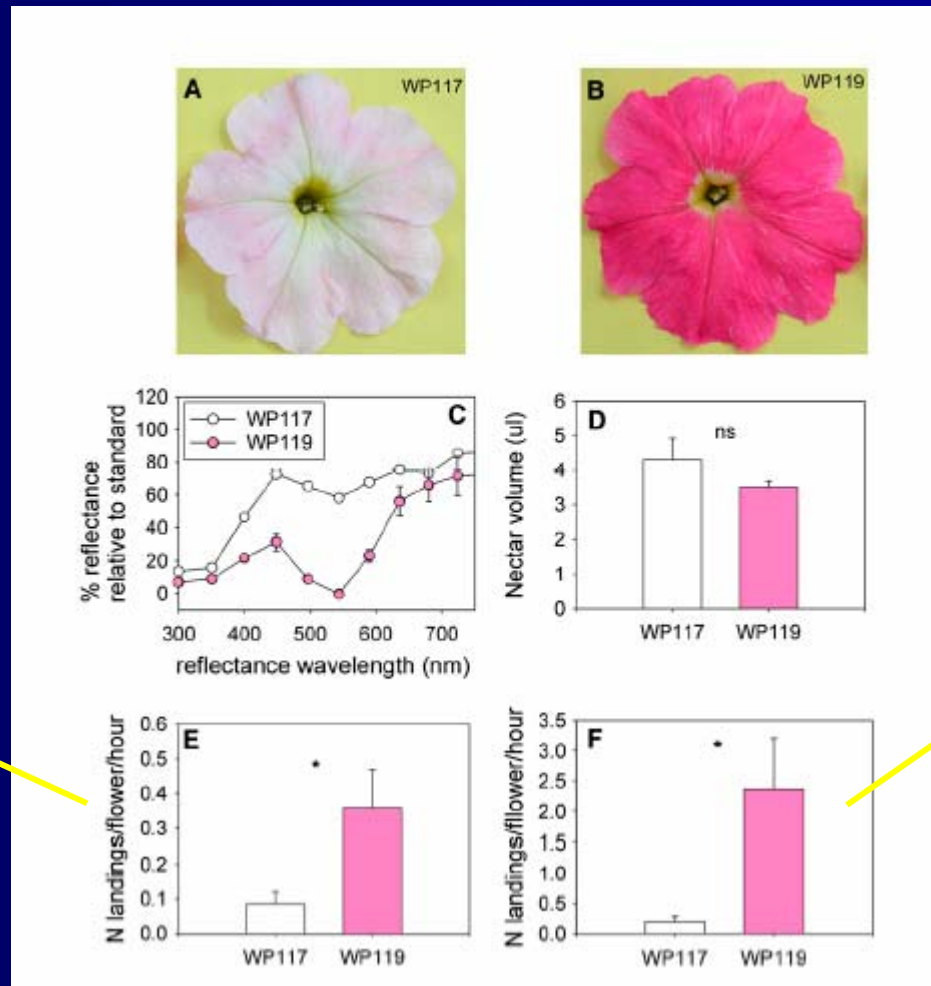 A
WP117
B
WP119
% reflectance
relative to standard
120
100
80
60
40
20
0
WP117
WP119
C
300 400 500 600 700
reflectance wavelength (nm)
Nectar volume (ul)
6
5
4
3
2
1
0
D
ns
WP117 WP119
N landings/flower/hour
0.6
0.5
0.4
0.3
0.2
0.1
0.0
E
*
WP117 WP119
N landings/fllower/hour
3.5
3.0
2.5
2.0
1.5
1.0
0.5
0.0
F
*
WP117 WP119